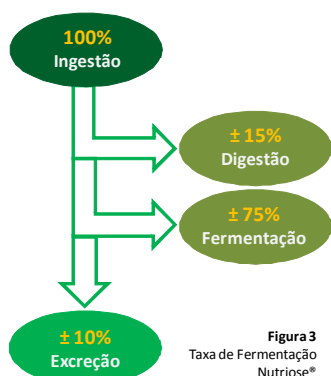 100%
Ingestão
± 15%
Digestão
± 75%
Fermentação
± 10%
Excreção
Figura 3
Taxa de Fermentação
Nutriose®